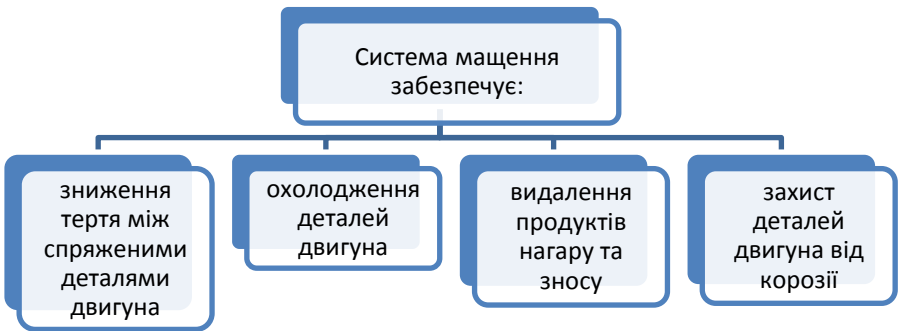 Система мащення
забезпечує:
зниження
тертя між
спряженими
деталями
двигуна
охолодження
деталей
двигуна
видалення
продуктів
нагару та
зносу
захист
деталей
двигуна від
корозії